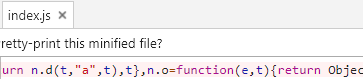 index.js ×
retty-print this minified file?
urn n.d(t,"a",t),t},n.o=function(e,t){return Objec